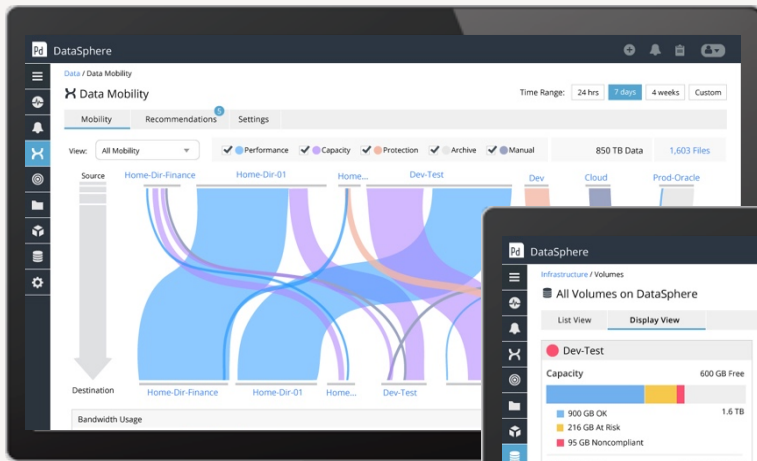 Pd DataSphere
Data / Data Mobility
Data Mobility
Time Range: 24 hrs 7 days 4 weeks Custom
Mobility Recommendations 5 Settings
View: All Mobility Performance Capacity Protection Archive Manual 850 TB Data 1,603 Files
Source Home-Dir-Finance Home-Dir-01 Home... Dev-Test Dev Cloud Prod-Oracle
Destination Home-Dir-Finance Home-Dir-01 Home... Dev-Test
Bandwidth Usage
Pd DataSphere
Infrastructure / Volumes
All Volumes on DataSphere
List View Display View
Dev-Test
Capacity 600 GB Free
900 GB OK 1.6 TB
216 GB At Risk
95 GB Noncompliant